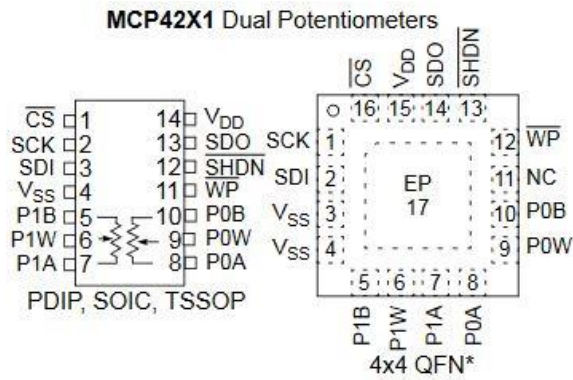 MCP42X1 Dual Potentiometers
CS 1 14 VDD
SCK 2 13 SDO
SDI 3 12 SHDN
VSS 4 11 WP
P1B 5 10 P0B
P1W 6 9 P0W
P1A 7 8 P0A
PDIP, SOIC, TSSOP
CS VDD SDO SHDN
16 15 14 13
SCK 1 12 WP
SDI 2 EP 11 NC
VSS 3 17 10 P0B
VSS 4 9 P0W
5 6 7 8
P1B P1W P1A P0A
4x4 QFN*